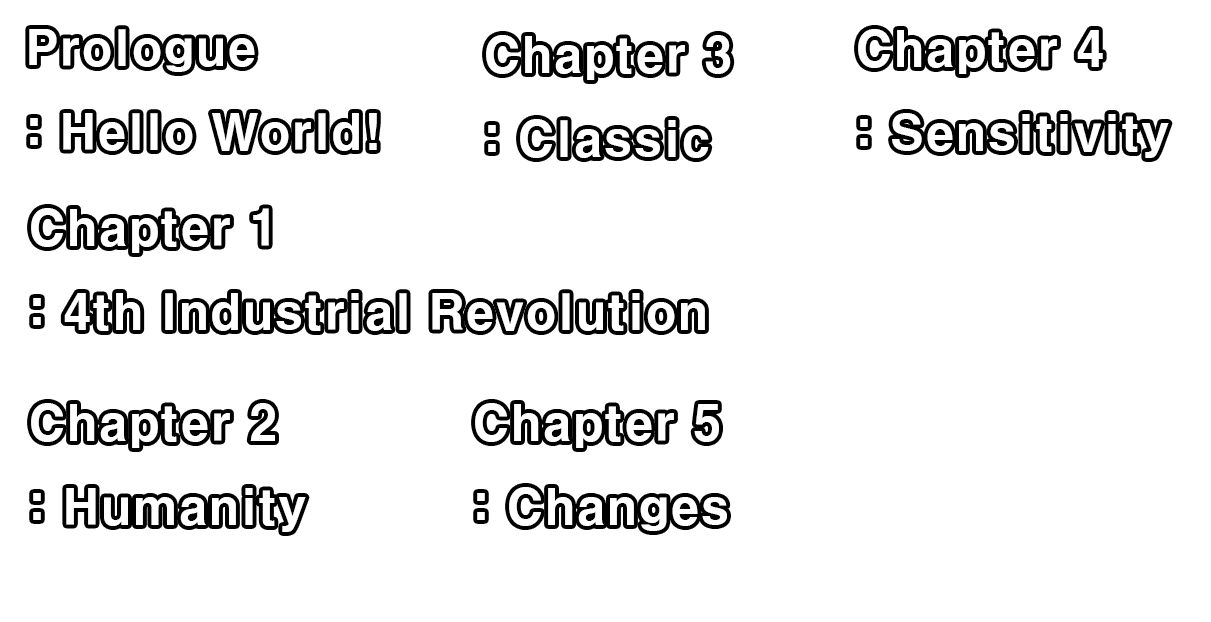 Prologue
: Hello World!
Chapter 3
: Classic
Chapter 4
: Sensitivity
Chapter 1
: 4th Industrial Revolution
Chapter 2
: Humanity
Chapter 5
: Changes